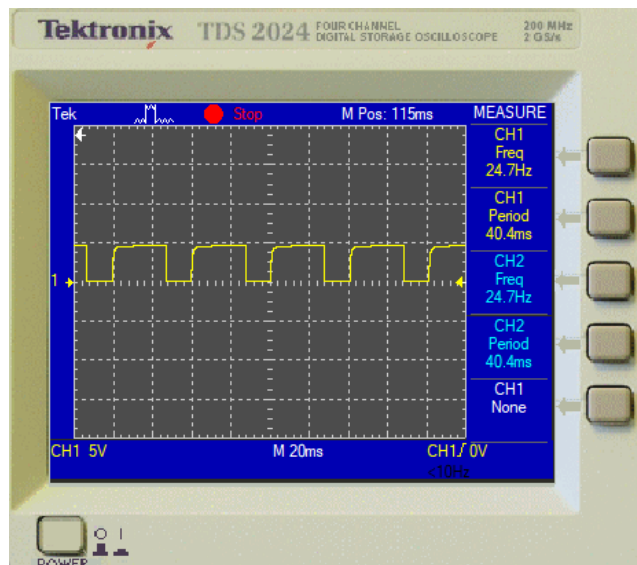 Tektronix TDS 2024 FOUR CHANNEL DIGITAL STORAGE OSCILLOSCOPE 200 MHz 2 GS/s
Tek Stop M Pos: 115ms MEASURE
CH1
Freq
24.7Hz
CH1
Period
40.4ms
CH2
Freq
24.7Hz
CH2
Period
40.4ms
CH1
None
1
CH1 5V M 20ms CH1 0V
<10Hz
POWER